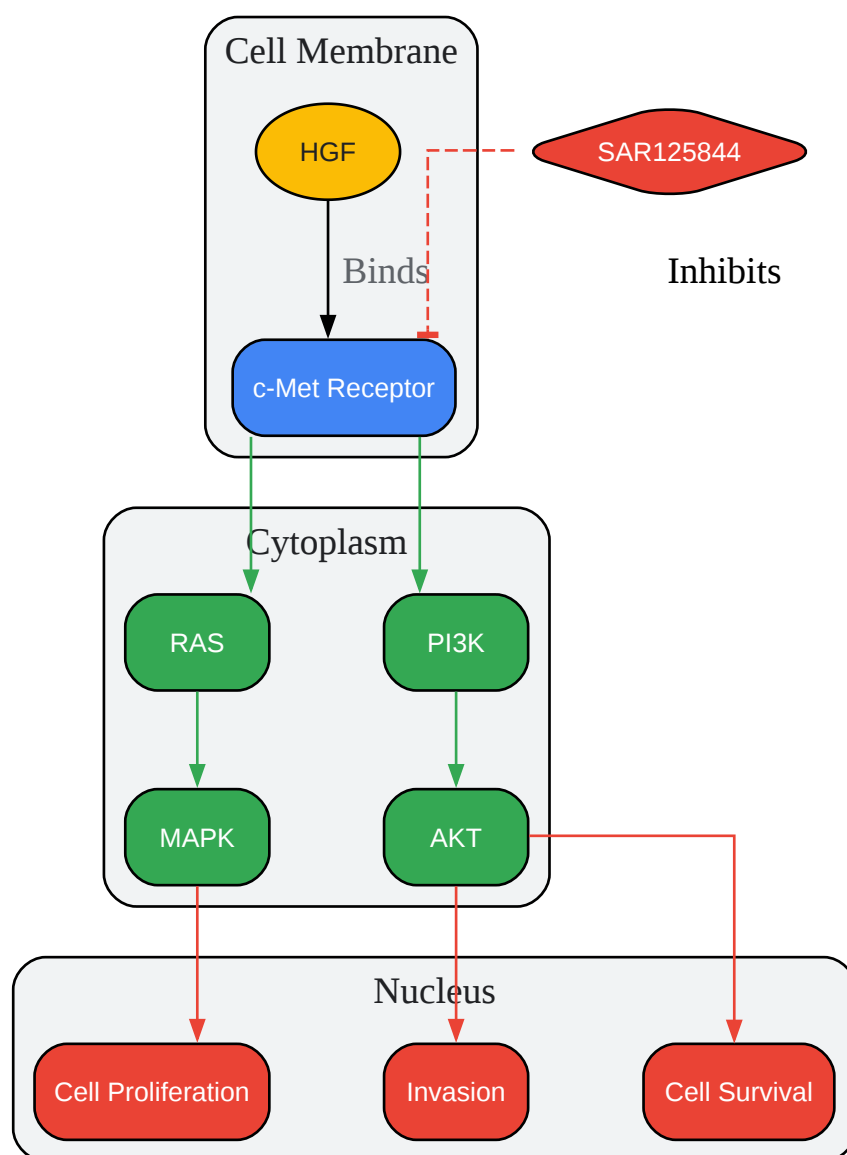 Cell Membrane
HGF
SAR125844
Binds
Inhibits
c-Met Receptor
Cytoplasm
RAS
PI3K
MAPK
AKT
Nucleus
Cell Proliferation
Invasion
Cell Survival